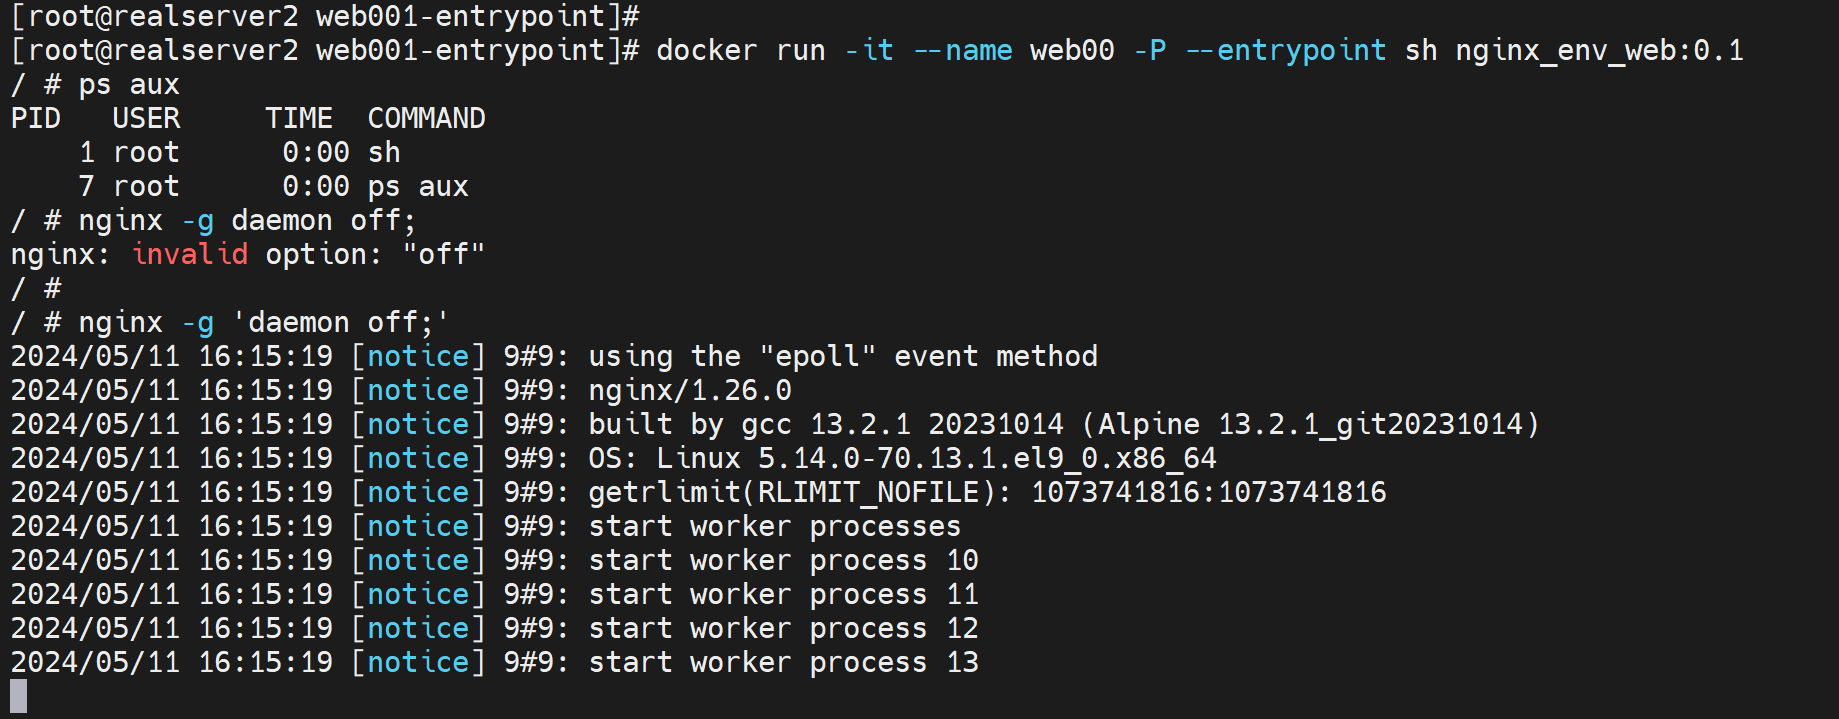 [root@realserver2 web001-entrypoint]#
[root@realserver2 web001-entrypoint]# docker run -it --name web00 -P --entrypoint sh nginx_env_web:0.1
/ # ps aux
PID   USER     TIME  COMMAND
    1 root      0:00 sh
    7 root      0:00 ps aux
/ # nginx -g daemon off;
nginx: invalid option: "off"
/ #
/ # nginx -g 'daemon off;'
2024/05/11 16:15:19 [notice] 9#9: using the "epoll" event method
2024/05/11 16:15:19 [notice] 9#9: nginx/1.26.0
2024/05/11 16:15:19 [notice] 9#9: built by gcc 13.2.1 20231014 (Alpine 13.2.1_git20231014)
2024/05/11 16:15:19 [notice] 9#9: OS: Linux 5.14.0-70.13.1.el9_0.x86_64
2024/05/11 16:15:19 [notice] 9#9: getrlimit(RLIMIT_NOFILE): 1073741816:1073741816
2024/05/11 16:15:19 [notice] 9#9: start worker processes
2024/05/11 16:15:19 [notice] 9#9: start worker process 10
2024/05/11 16:15:19 [notice] 9#9: start worker process 11
2024/05/11 16:15:19 [notice] 9#9: start worker process 12
2024/05/11 16:15:19 [notice] 9#9: start worker process 13